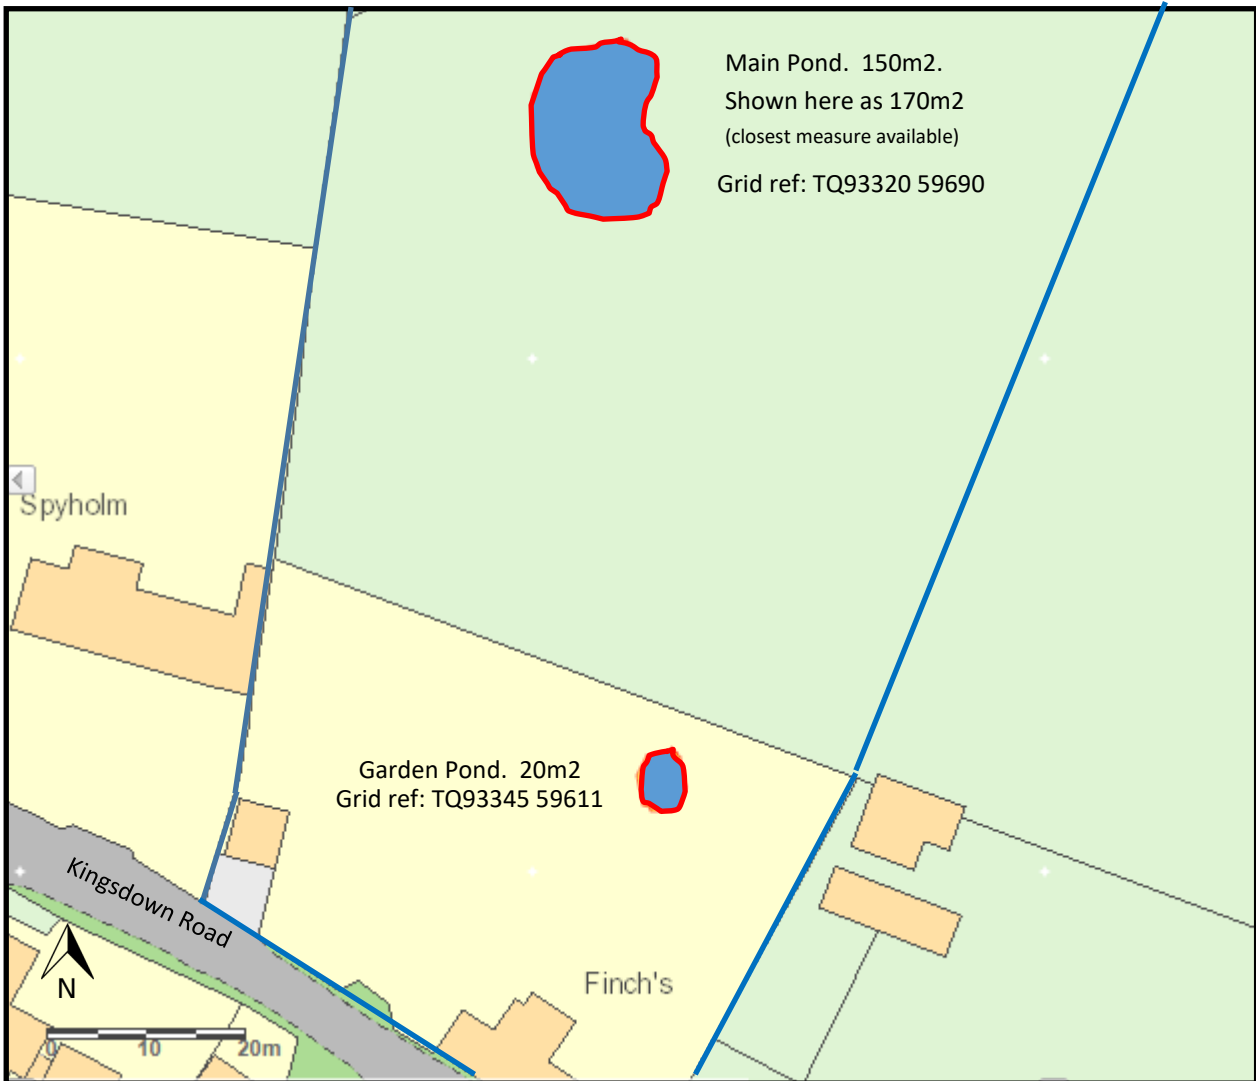 Main Pond. 150m2.
Shown here as 170m2
(closest measure available)
Grid ref: TQ93320 59690
Spyholm
Garden Pond. 20m2
Grid ref: TQ93345 59611
Kingsdown Road
Finch's
N
0 10 20m